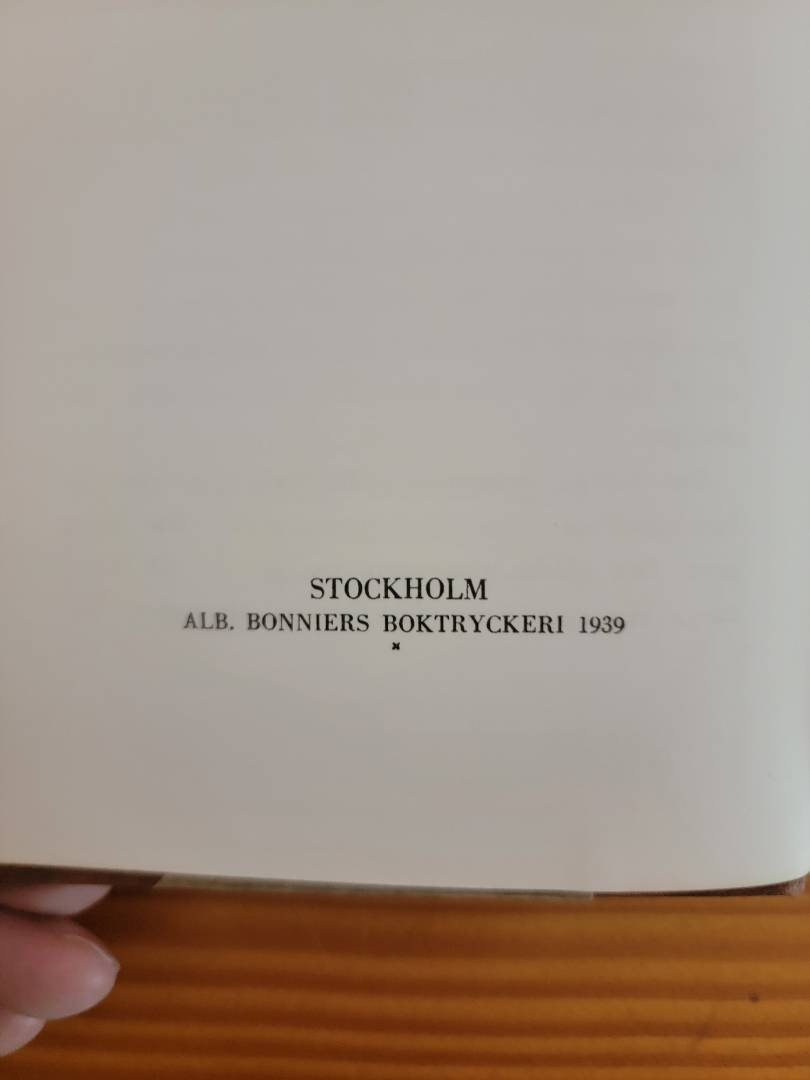 STOCKHOLM
ALB. BONNIERS BOKTRYCKERI 1939